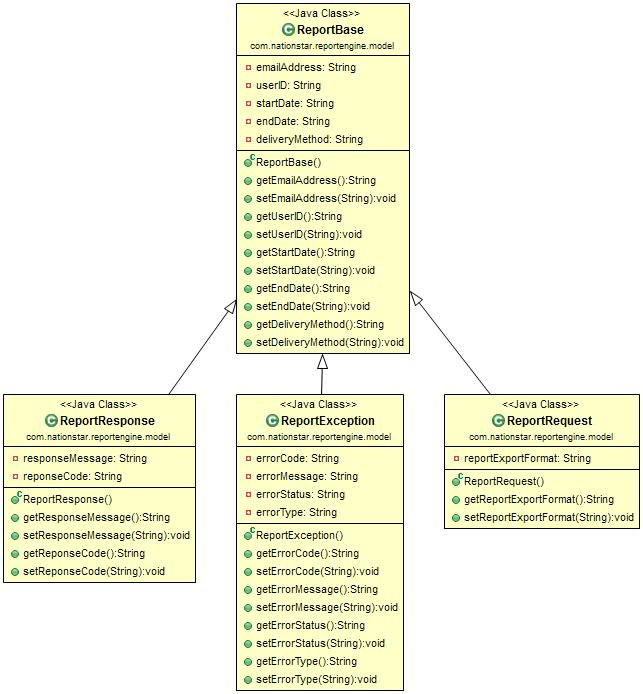 <<Java Class>>
ReportBase
com.nationstar.reportengine.model
emailAddress: String
userID: String
startDate: String
endDate: String
deliveryMethod: String
ReportBase()
getEmailAddress():String
setEmailAddress(String):void
getUserID():String
setUserID(String):void
getStartDate():String
setStartDate(String):void
getEndDate():String
setEndDate(String):void
getDeliveryMethod():String
setDeliveryMethod(String):void
<<Java Class>>
ReportResponse
com.nationstar.reportengine.model
responseMessage: String
reponseCode: String
ReportResponse()
getResponseMessage():String
setResponseMessage(String):void
getReponseCode():String
setReponseCode(String):void
<<Java Class>>
ReportException
com.nationstar.reportengine.model
errorCode: String
errorMessage: String
errorStatus: String
errorType: String
ReportException()
getErrorCode():String
setErrorCode(String):void
getErrorMessage():String
setErrorMessage(String):void
getErrorStatus():String
setErrorStatus(String):void
getErrorType():String
setErrorType(String):void
<<Java Class>>
ReportRequest
com.nationstar.reportengine.model
reportExportFormat: String
ReportRequest()
getReportExportFormat():String
setReportExportFormat(String):void